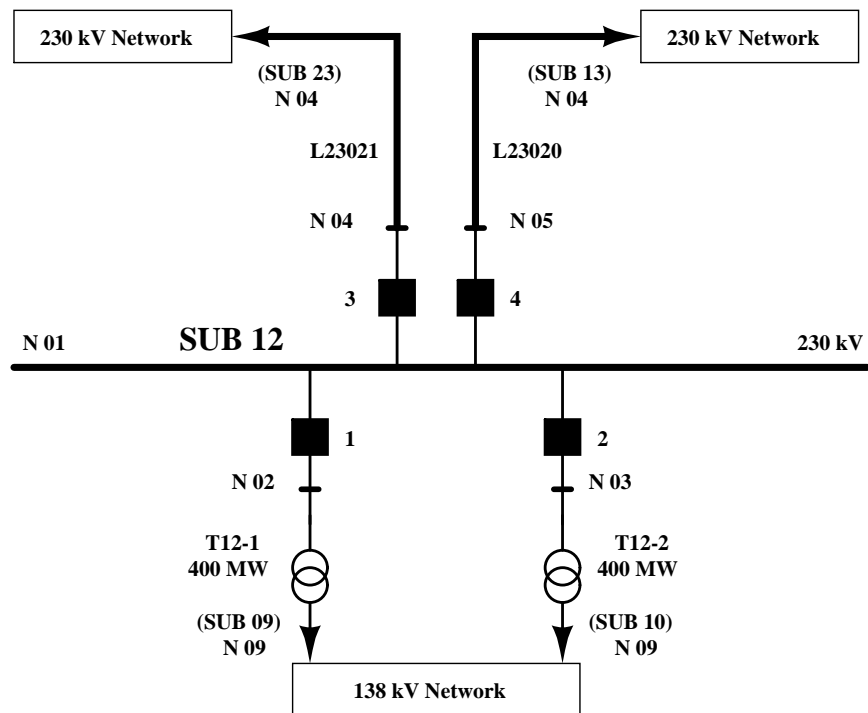 230 kV Network
230 kV Network
(SUB 23)
N 04
(SUB 13)
N 04
L23021
L23020
N 04
N 05
3
4
N 01
SUB 12
230 kV
1
2
N 02
N 03
T12-1
400 MW
T12-2
400 MW
(SUB 09)
N 09
(SUB 10)
N 09
138 kV Network